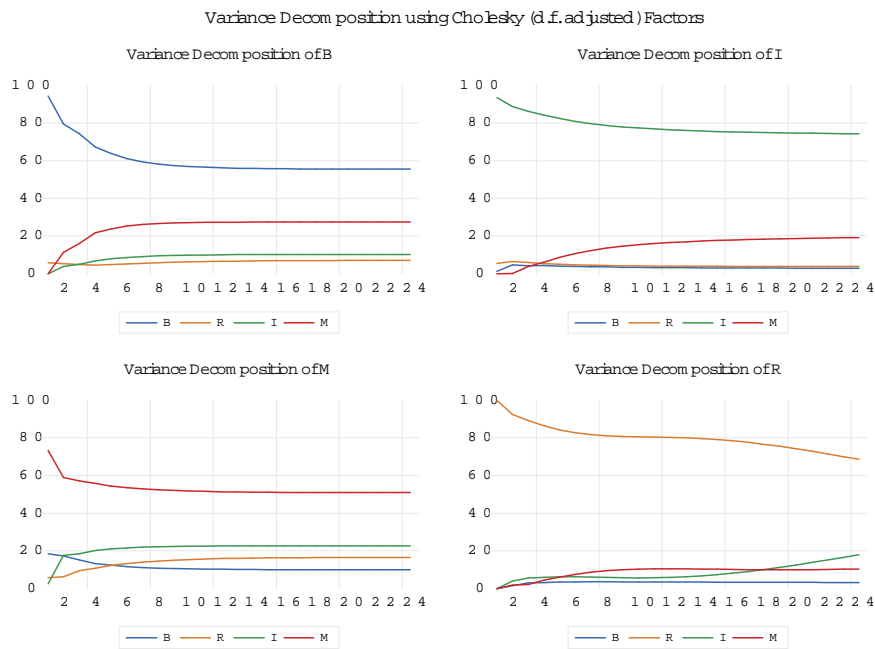 Variance Decomposition using Cholesky (d.f. adjusted) Factors
Variance Decomposition of B
Variance Decomposition of I
100
80
60
40
20
0
2 4 6 8 10 12 14 16 18 20 22 24
B R I M
100
80
60
40
20
0
2 4 6 8 10 12 14 16 18 20 22 24
B R I M
Variance Decomposition of M
Variance Decomposition of R
100
80
60
40
20
0
2 4 6 8 10 12 14 16 18 20 22 24
B R I M
100
80
60
40
20
0
2 4 6 8 10 12 14 16 18 20 22 24
B R I M